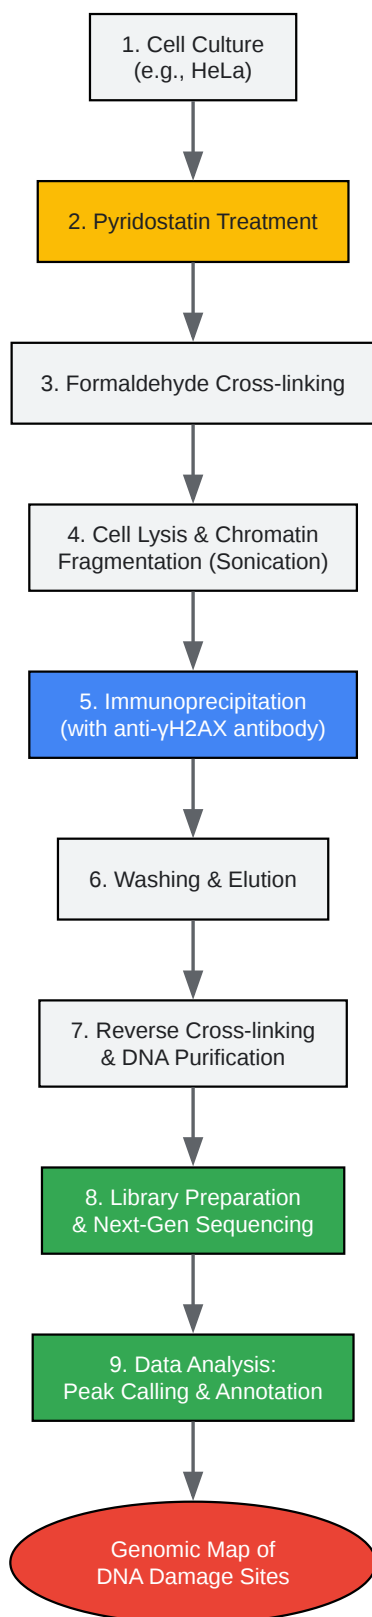 1. Cell Culture
(e.g., HeLa)
2. Pyridostatin Treatment
3. Formaldehyde Cross-linking
4. Cell Lysis & Chromatin
Fragmentation (Sonication)
5. Immunoprecipitation
(with anti-γH2AX antibody)
6. Washing & Elution
7. Reverse Cross-linking
& DNA Purification
8. Library Preparation
& Next-Gen Sequencing
9. Data Analysis:
Peak Calling & Annotation
Genomic Map of
DNA Damage Sites